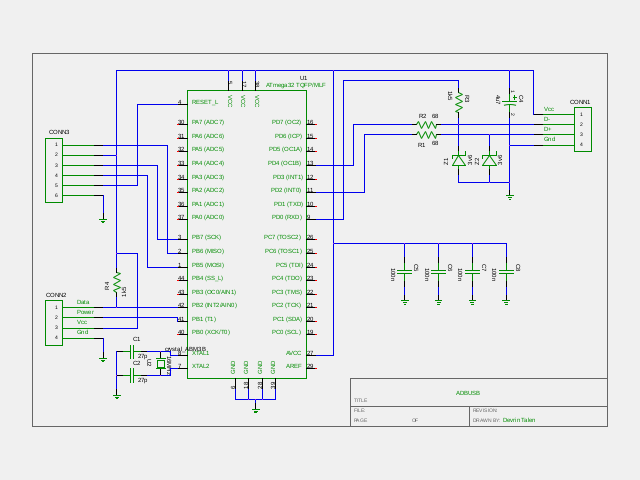 U1
ATmega32 TQFP/MLF
5
17
38
VCC
VCC
VCC
4 RESET_L
30 PA7 (ADC7)
31 PA6 (ADC6)
32 PA5 (ADC5)
33 PA4 (ADC4)
34 PA3 (ADC3)
35 PA2 (ADC2)
36 PA1 (ADC1)
37 PA0 (ADC0)
3 PB7 (SCK)
2 PB6 (MISO)
1 PB5 (MOSI)
44 PB4 (SS_L)
43 PB3 (OC0/AIN1)
42 PB2 (INT2/AIN0)
41 PB1 (T1)
40 PB0 (XCK/T0)
8 XTAL1
7 XTAL2
PD7 (OC2) 16
PD6 (ICP) 15
PD5 (OC1A) 14
PD4 (OC1B) 13
PD3 (INT1) 12
PD2 (INT0) 11
PD1 (TXD) 10
PD0 (RXD) 9
PC7 (TOSC2) 26
PC6 (TOSC1) 25
PC5 (TDI) 24
PC4 (TDO) 23
PC3 (TMS) 22
PC2 (TCK) 21
PC1 (SDA) 20
PC0 (SCL) 19
AVCC 27
AREF 29
GND
GND
GND
GND
6
18
28
39
CONN3
1
2
3
4
5
6
CONN2
1 Data
2 Power
3 Vcc
4 Gnd
R4
1k5
C1
27p
C2
27p
crystal_ABM3B
U2
R3
1k5
R2 68
R1 68
Z1
3v6
Z2
3v6
C4
4u7
1
2
+
CONN1
Vcc 1
D- 2
D+ 3
Gnd 4
C5
100n
C6
100n
C7
100n
C8
100n
ADBUSB
TITLE
FILE:
REVISION:
PAGE
OF
DRAWN BY: Devrin Talen